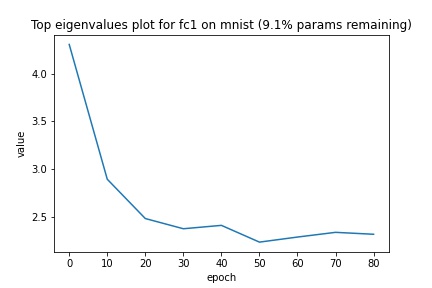 Top eigenvalues plot for fc1 on mnist (9.1% params remaining)
4.0
3.5
3.0
2.5
value
0 10 20 30 40 50 60 70 80
epoch